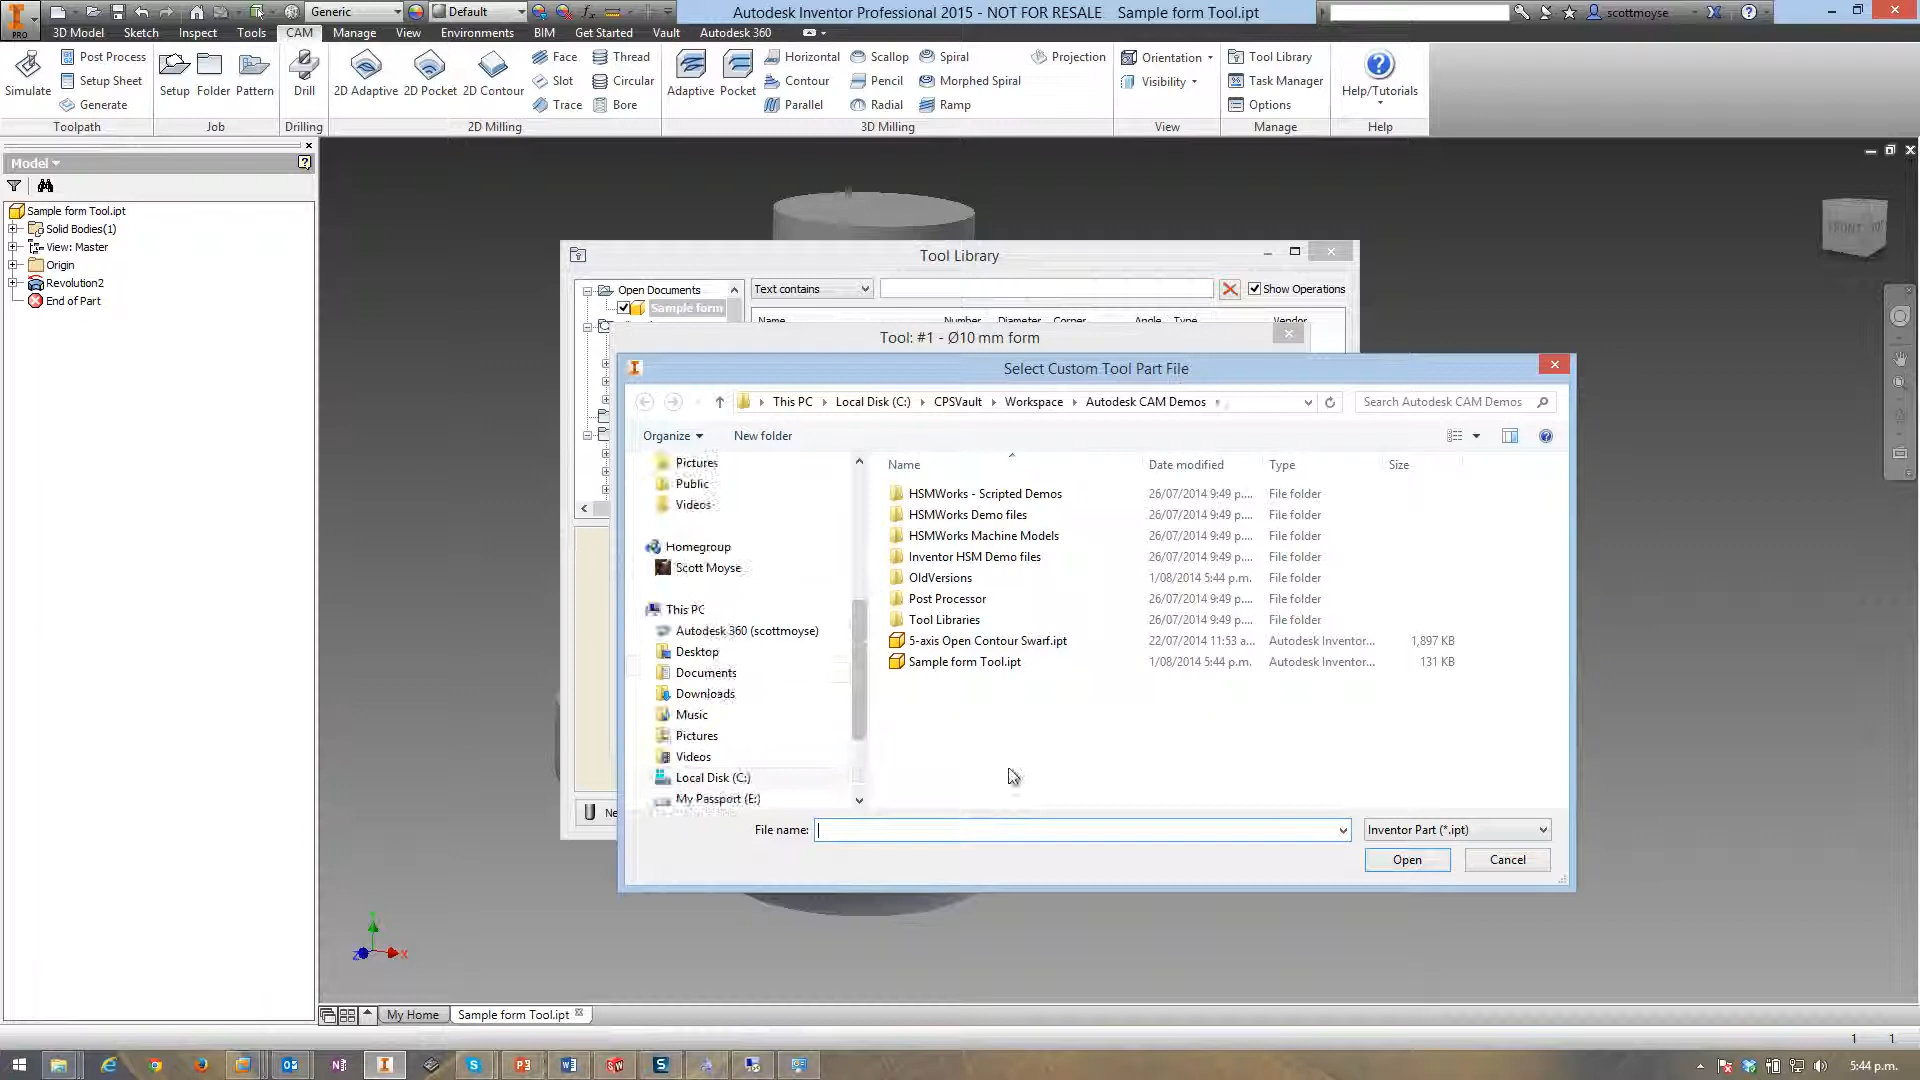 Generic
Default
Autodesk Inventor Professional 2015 - NOT FOR RESALE Sample form Tool.ipt
scottmoyse
PRO
3D Model
Sketch
Inspect
Tools
CAM
Manage
View
Environments
BIM
Get Started
Vault
Autodesk 360
Simulate
Post Process
Setup Sheet
Generate
Toolpath
Setup
Folder
Pattern
Job
Drill
Drilling
2D Adaptive
2D Pocket
2D Contour
Face
Slot
Trace
Thread
Circular
Bore
2D Milling
Adaptive
Pocket
Horizontal
Contour
Parallel
Scallop
Pencil
Radial
Spiral
Morphed Spiral
Ramp
Projection
3D Milling
Orientation
Visibility
View
Tool Library
Task Manager
Options
Manage
Help/Tutorials
Help
Model
Sample form Tool.ipt
Solid Bodies(1)
View: Master
Origin
Revolution2
End of Part
FRONT
Tool Library
Open Documents
Sample form
Text contains
Show Operations
Name Number Diameter Corner Angle Type Vendor
Tool: #1 - Ø10 mm form
Select Custom Tool Part File
This PC
Local Disk (C:)
CPSVault
Workspace
Autodesk CAM Demos
Search Autodesk CAM Demos
Organize
New folder
Pictures
Public
Videos
Homegroup
Scott Moyse
This PC
Autodesk 360 (scottmoyse)
Desktop
Documents
Downloads
Music
Pictures
Videos
Local Disk (C:)
My Passport (E:)
Name Date modified Type Size
HSMWorks - Scripted Demos 26/07/2014 9:49 p.... File folder
HSMWorks Demo files 26/07/2014 9:49 p.... File folder
HSMWorks Machine Models 26/07/2014 9:49 p.... File folder
Inventor HSM Demo files 26/07/2014 9:49 p.... File folder
OldVersions 1/08/2014 5:44 p.m. File folder
Post Processor 26/07/2014 9:49 p.... File folder
Tool Libraries 26/07/2014 9:49 p.... File folder
5-axis Open Contour Swarf.ipt 22/07/2014 11:53 a... Autodesk Inventor... 1,897 KB
Sample form Tool.ipt 1/08/2014 5:44 p.m. Autodesk Inventor... 131 KB
File name:
Inventor Part (*.ipt)
Open
Cancel
My Home
Sample form Tool.ipt
1 1
5:44 p.m.